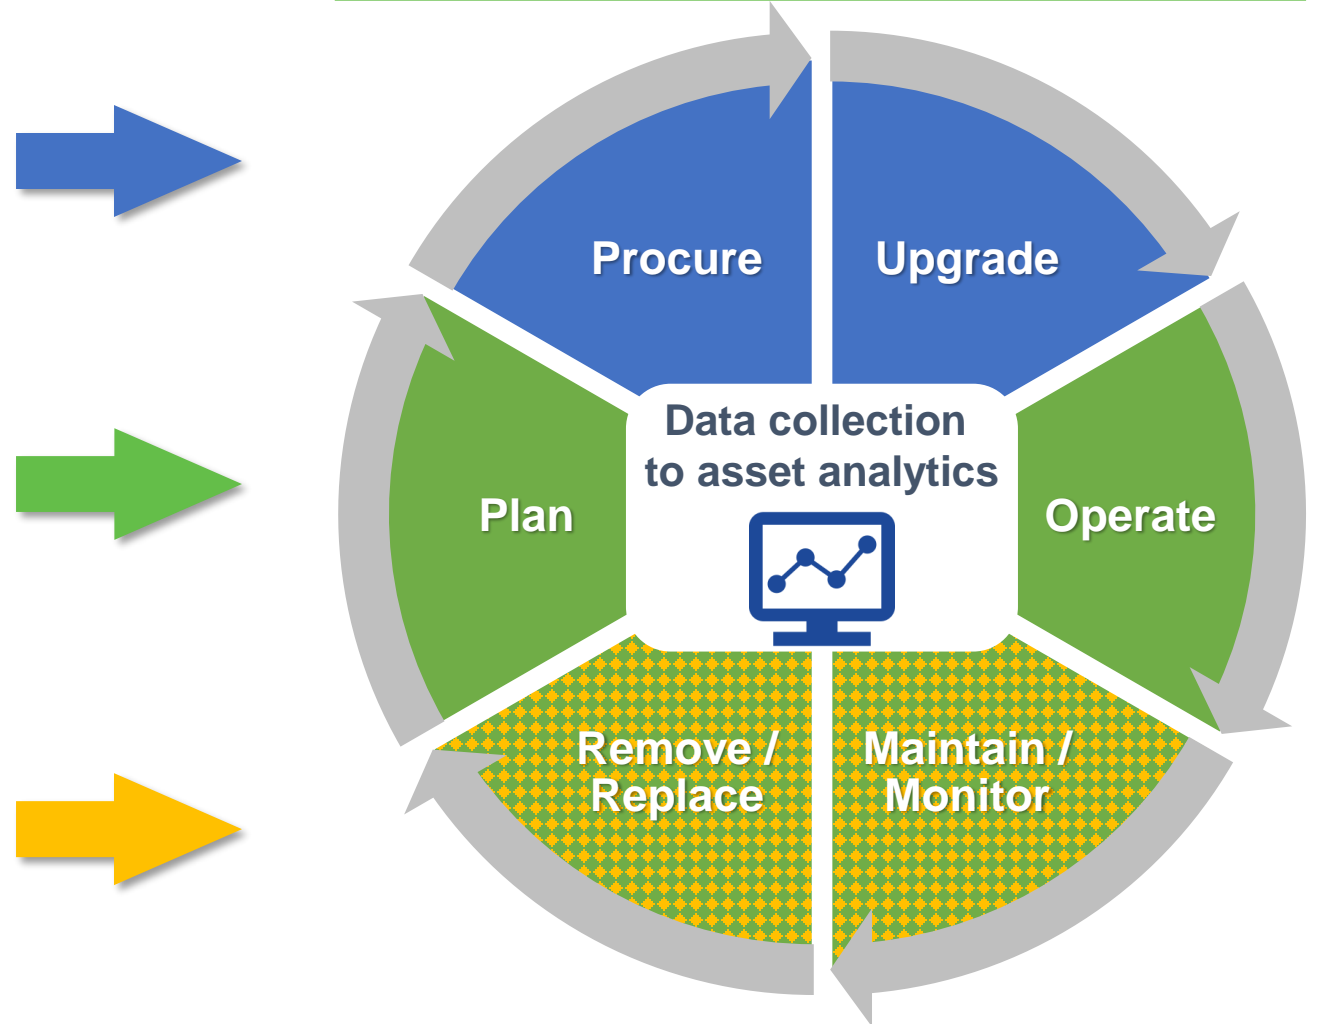 Procure
Upgrade
Data collection
to asset analytics
Plan
Operate
Remove /
Replace
Maintain /
Monitor